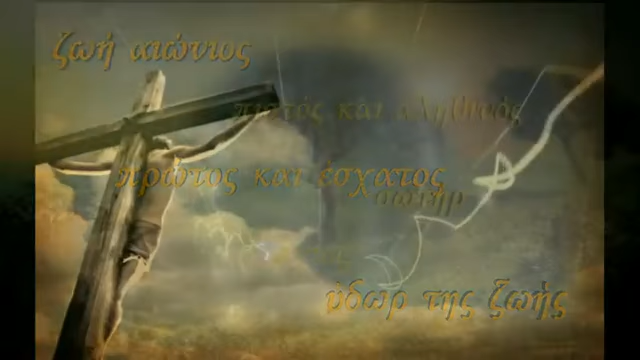 ζωή αιώνιος
πιστός και αληθινός
πρώτος και έσχατος
σωτήρ
ύδωρ της ζωής